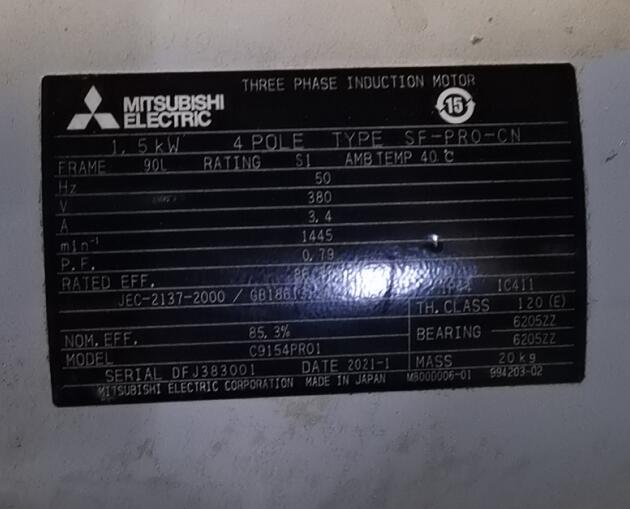 THREE PHASE INDUCTION MOTOR
MITSUBISHI
ELECTRIC
15
1.5kW 4 POLE TYPE SF-PRO-CN
FRAME 90L RATING S1 AMB TEMP 40 ℃
Hz 50
V 380
A 3.4
min-1 1445
P.F. 0.79
RATED EFF.
JEC-2137-2000 / IC411
TH. CLASS 120 (E)
NOM. EFF. 85.3% BEARING 6205ZZ
6205ZZ
MODEL C9154PRO1
SERIAL DFJ383001 DATE 2021-1 MASS 20kg
MITSUBISHI ELECTRIC CORPORATION MADE IN JAPAN M8000006-01 994203-02